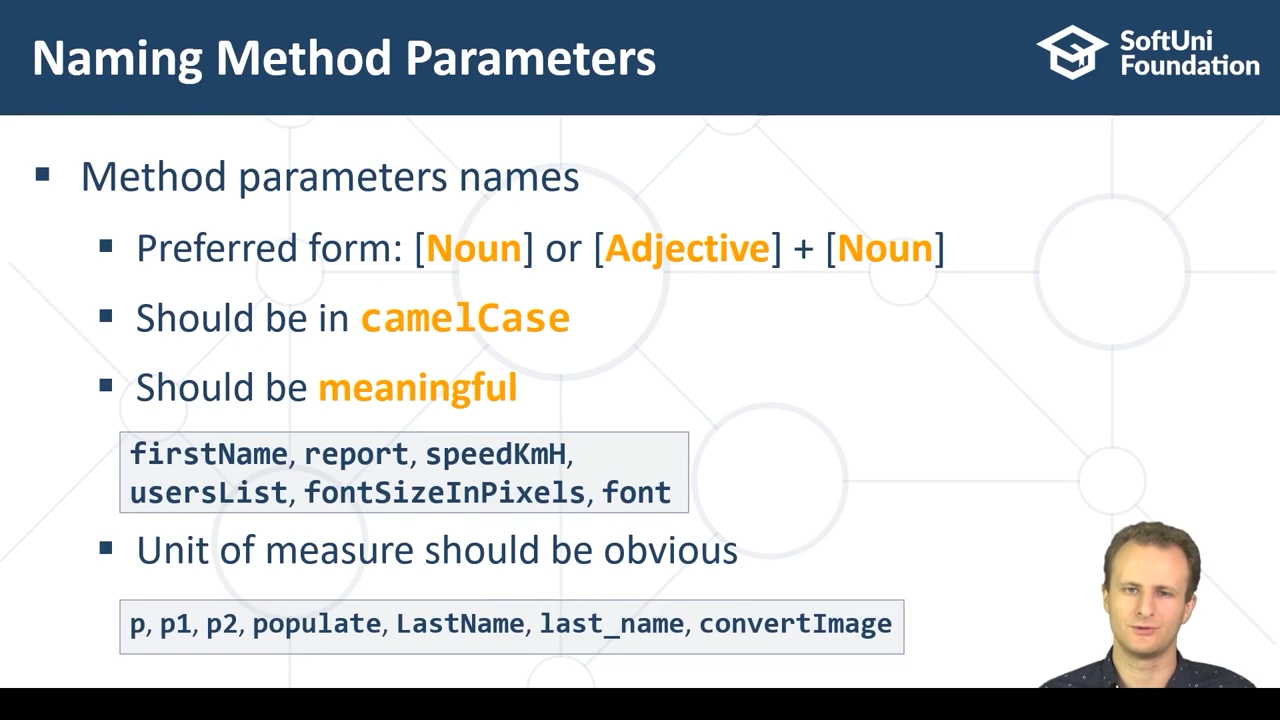 Naming Method Parameters
SoftUni
Foundation
▪ Method parameters names
▪ Preferred form: [Noun] or [Adjective] + [Noun]
▪ Should be in camelCase
▪ Should be meaningful
firstName, report, speedKmH,
usersList, fontSizeInPixels, font
▪ Unit of measure should be obvious
p, p1, p2, populate, LastName, last_name, convertImage